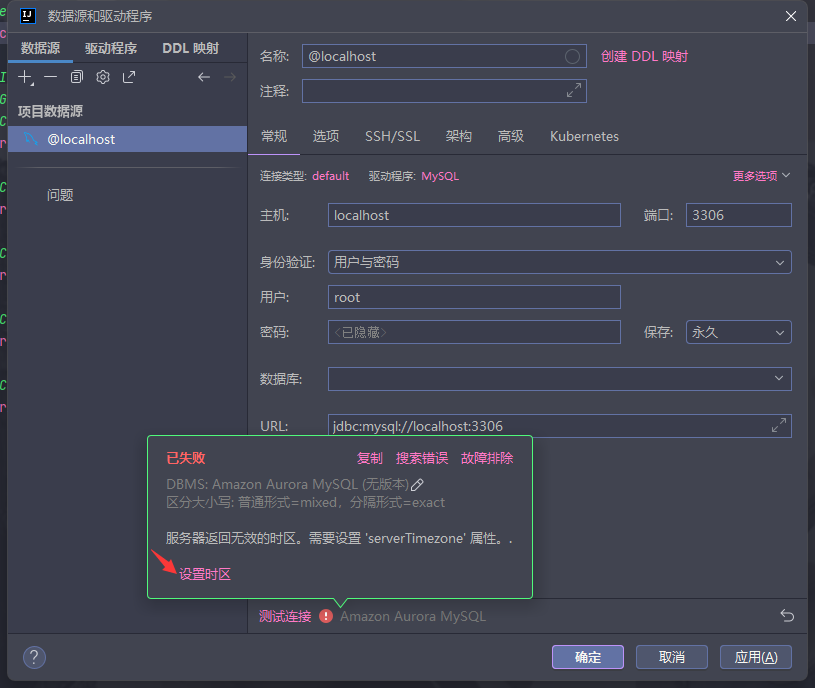 数据源和驱动程序
数据源 驱动程序 DDL 映射
项目数据源
@localhost
问题
名称: @localhost 创建 DDL 映射
注释:
常规 选项 SSH/SSL 架构 高级 Kubernetes
连接类型: default 驱动程序: MySQL 更多选项
主机: localhost 端口: 3306
身份验证: 用户与密码
用户: root
密码: <已隐藏> 保存: 永久
数据库:
URL: jdbc:mysql://localhost:3306
已失败 复制 搜索错误 故障排除
DBMS: Amazon Aurora MySQL (无版本)
区分大小写: 普通形式=mixed，分隔形式=exact
服务器返回无效的时区。需要设置 'serverTimezone' 属性。.
设置时区
测试连接 Amazon Aurora MySQL
? 确定 取消 应用(A)